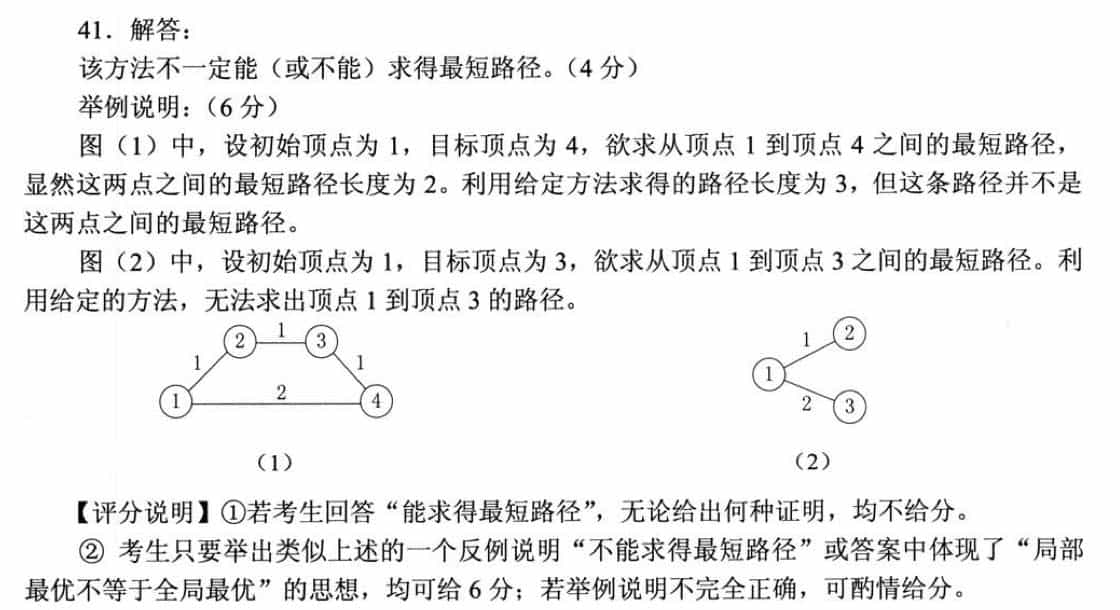 41．解答：
该方法不一定能（或不能）求得最短路径。（4 分）
举例说明：（6 分）
图（1）中，设初始顶点为 1，目标顶点为 4，欲求从顶点 1 到顶点 4 之间的最短路径，
显然这两点之间的最短路径长度为 2。利用给定方法求得的路径长度为 3，但这条路径并不是
这两点之间的最短路径。
图（2）中，设初始顶点为 1，目标顶点为 3，欲求从顶点 1 到顶点 3 之间的最短路径。利
用给定的方法，无法求出顶点 1 到顶点 3 的路径。
2 1 3
1 1
1 2 4
（1）
1 2
1
2 3
（2）
【评分说明】①若考生回答“能求得最短路径”，无论给出何种证明，均不给分。
② 考生只要举出类似上述的一个反例说明“不能求得最短路径”或答案中体现了“局部
最优不等于全局最优”的思想，均可给 6 分；若举例说明不完全正确，可酌情给分。